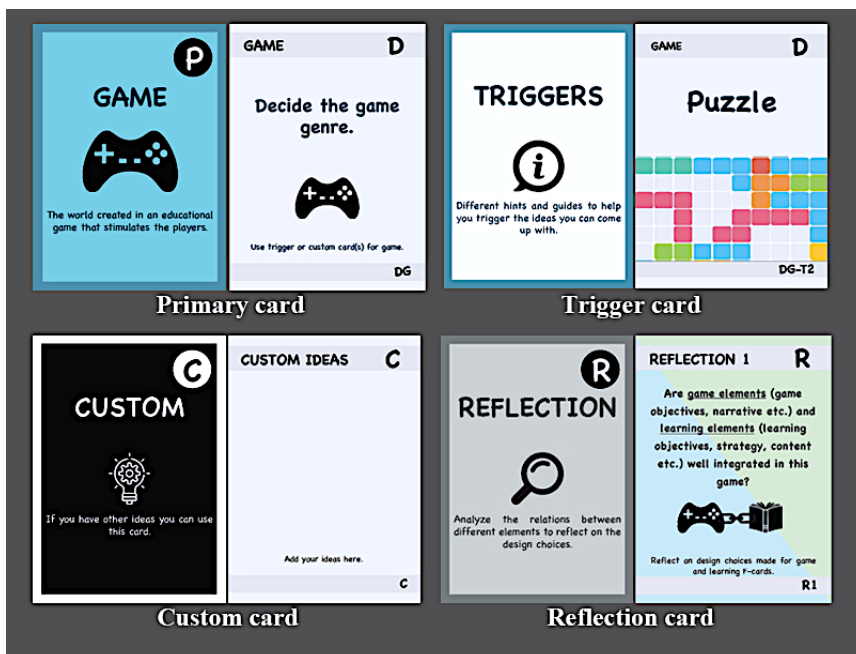 P
GAME
The world created in an educational
game that stimulates the players.
GAME D
Decide the game
genre.
Use trigger or custom card(s) for game.
DG
Primary card
TRIGGERS
i
Different hints and guides to help
you trigger the ideas you can come
up with.
GAME D
Puzzle
DG-T2
Trigger card
C
CUSTOM
If you have other ideas you can use
this card.
CUSTOM IDEAS C
Add your ideas here.
C
Custom card
R
REFLECTION
Analyze the relations between
different elements to reflect on the
design choices.
REFLECTION 1 R
Are game elements (game
objectives, narrative etc.) and
learning elements (learning
objectives, strategy, content
etc.) well integrated in this
game?
Reflect on design choices made for game
and learning F-cards.
R1
Reflection card